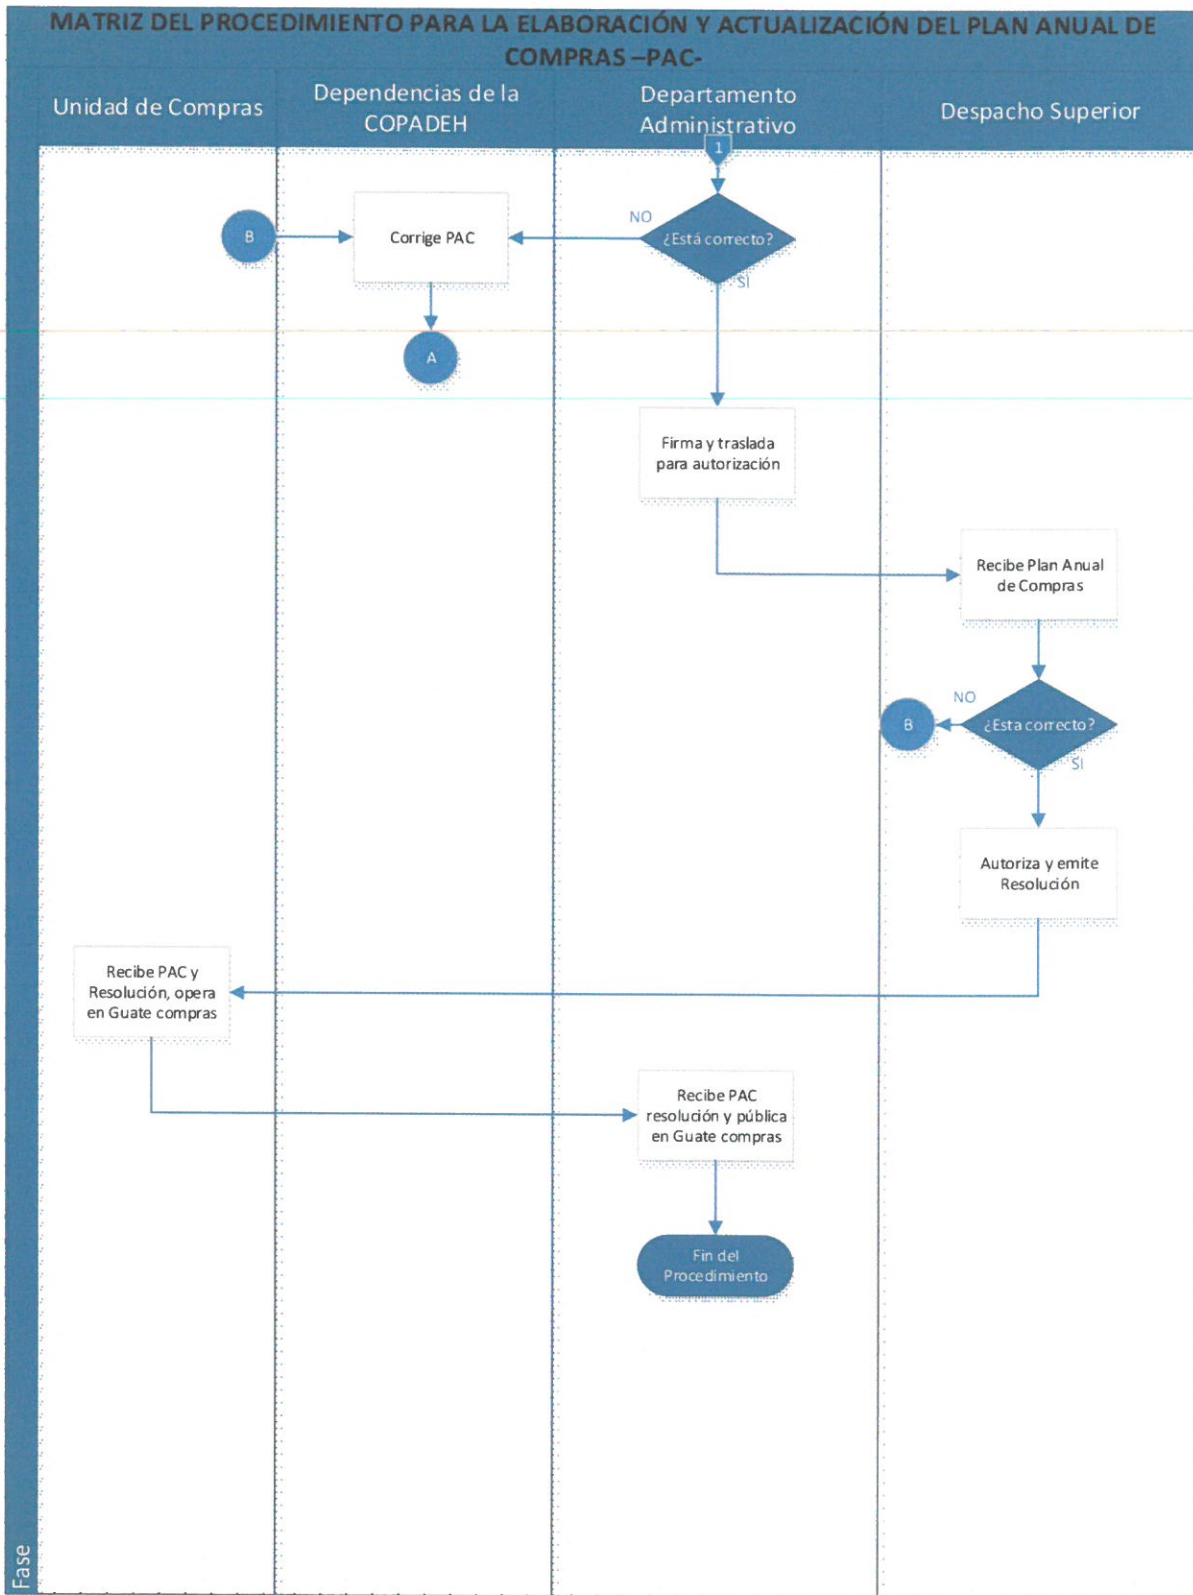 MATRIZ DEL PROCEDIMIENTO PARA LA ELABORACIÓN Y ACTUALIZACIÓN DEL PLAN ANUAL DE
COMPRAS –PAC-
Unidad de Compras
Dependencias de la
COPADEH
Departamento
Administrativo
Despacho Superior
1
B
Corrige PAC
NO
¿Está correcto?
SÍ
A
Firma y traslada
para autorización
Recibe Plan Anual
de Compras
B
NO
¿Esta correcto?
SI
Autoriza y emite
Resolución
Recibe PAC y
Resolución, opera
en Guate compras
Recibe PAC
resolución y pública
en Guate compras
Fin del
Procedimiento
Fase